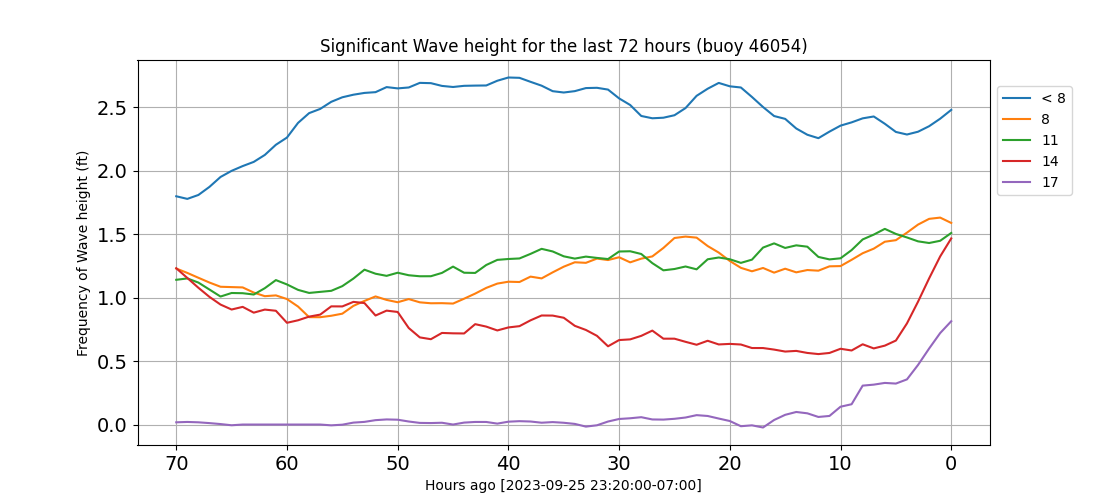 Significant Wave height for the last 72 hours (buoy 46054)
Frequency of Wave height (ft)
2.5
2.0
1.5
1.0
0.5
0.0
70 60 50 40 30 20 10 0
Hours ago [2023-09-25 23:20:00-07:00]
< 8
8
11
14
17